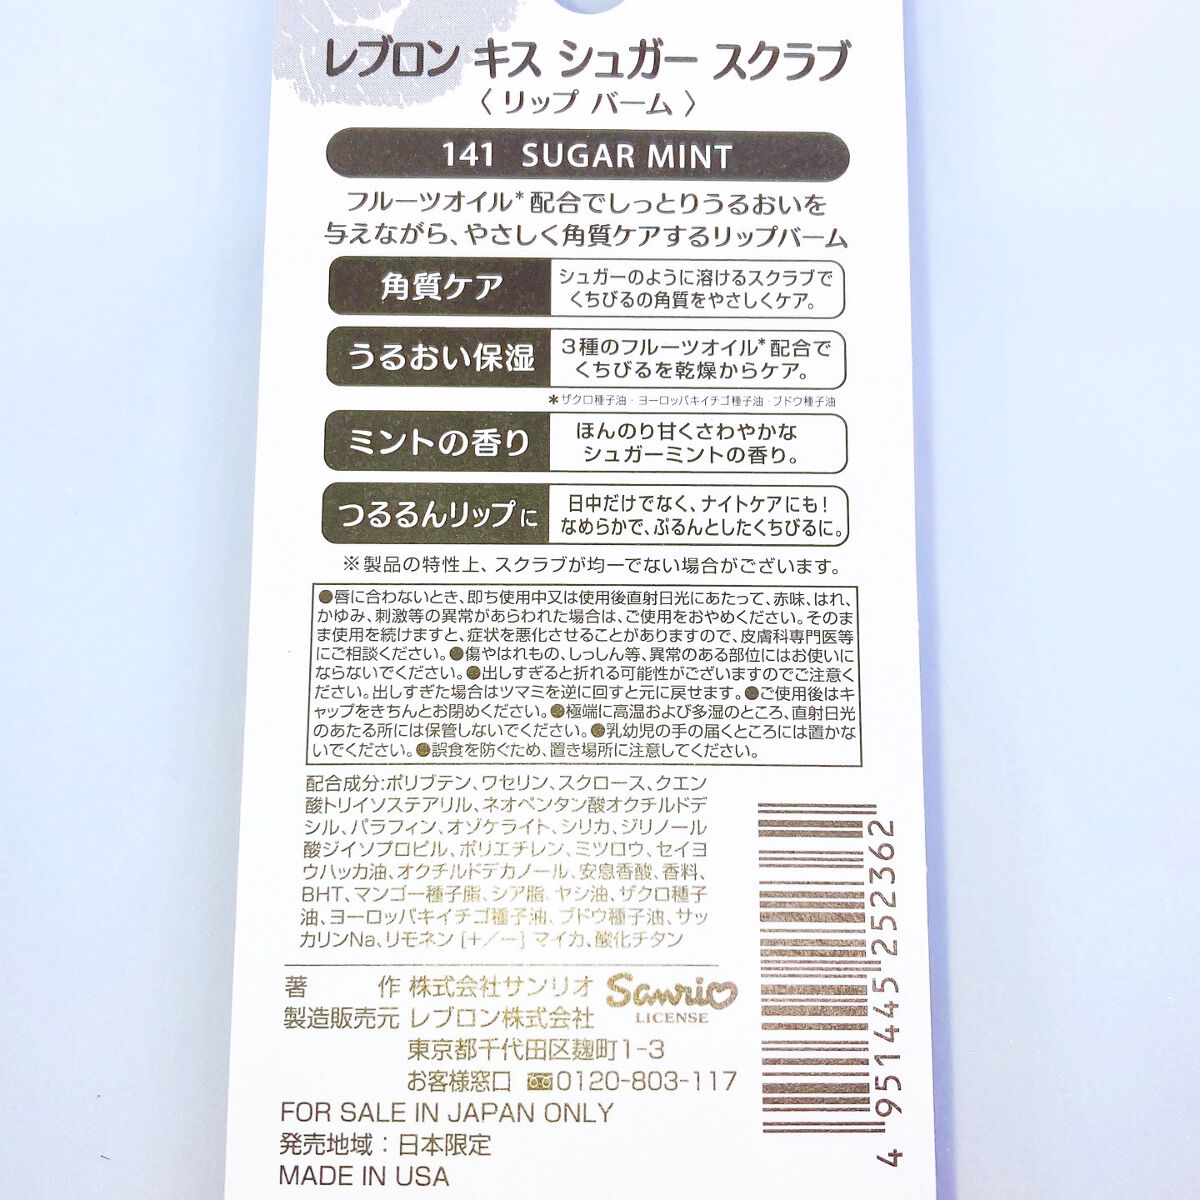 レブロン キス シュガー スクラブ
〈 リップ バーム 〉
141 SUGAR MINT
フルーツオイル*配合でしっとりうるおいを
与えながら、やさしく角質ケアするリップバーム
角質ケア
シュガーのように溶けるスクラブで
くちびるの角質をやさしくケア。
うるおい保湿
3種のフルーツオイル*配合で
くちびるを乾燥からケア。
*ザクロ種子油・ヨーロッパキイチゴ種子油・ブドウ種子油
ミントの香り
ほんのり甘くさわやかな
シュガーミントの香り。
つるるんリップに
日中だけでなく、ナイトケアにも!
なめらかで、ぷるんとしたくちびるに。
※製品の特性上、スクラブが均一でない場合がございます。
●唇に合わないとき、即ち使用中又は使用後直射日光にあたって、赤味、はれ、
かゆみ、刺激等の異常があらわれた場合は、ご使用をおやめください。そのま
ま使用を続けますと、症状を悪化させることがありますので、皮膚科専門医等
にご相談ください。●傷やはれもの、しっしん等、異常のある部位にはお使いに
ならないでください。●出しすぎると折れる可能性がございますのでご注意く
ださい。出しすぎた場合はツマミを逆に回すと元に戻せます。●ご使用後はキ
ャップをきちんとお閉めください。●極端に高温および多湿のところ、直射日光
のあたる所には保管しないでください。●乳幼児の手の届くところには置かな
いでください。●誤食を防ぐため、置き場所に注意してください。
配合成分:ポリブテン、ワセリン、スクロース、クエン
酸トリイソステアリル、ネオペンタン酸オクチルドデ
シル、パラフィン、オゾケライト、シリカ、ジリノール
酸ジイソプロピル、ポリエチレン、ミツロウ、セイヨ
ウハッカ油、オクチルドデカノール、安息香酸、香料、
BHT、マンゴー種子脂、シア脂、ヤシ油、ザクロ種子
油、ヨーロッパキイチゴ種子油、ブドウ種子油、サッ
カリンNa、リモネン [+/-] マイカ、酸化チタン
著 作 株式会社サンリオ
Sanrio
LICENSE
製造販売元 レブロン株式会社
東京都千代田区麹町1-3
お客様窓口 0120-803-117
FOR SALE IN JAPAN ONLY
発売地域：日本限定
MADE IN USA
4 951445 252362